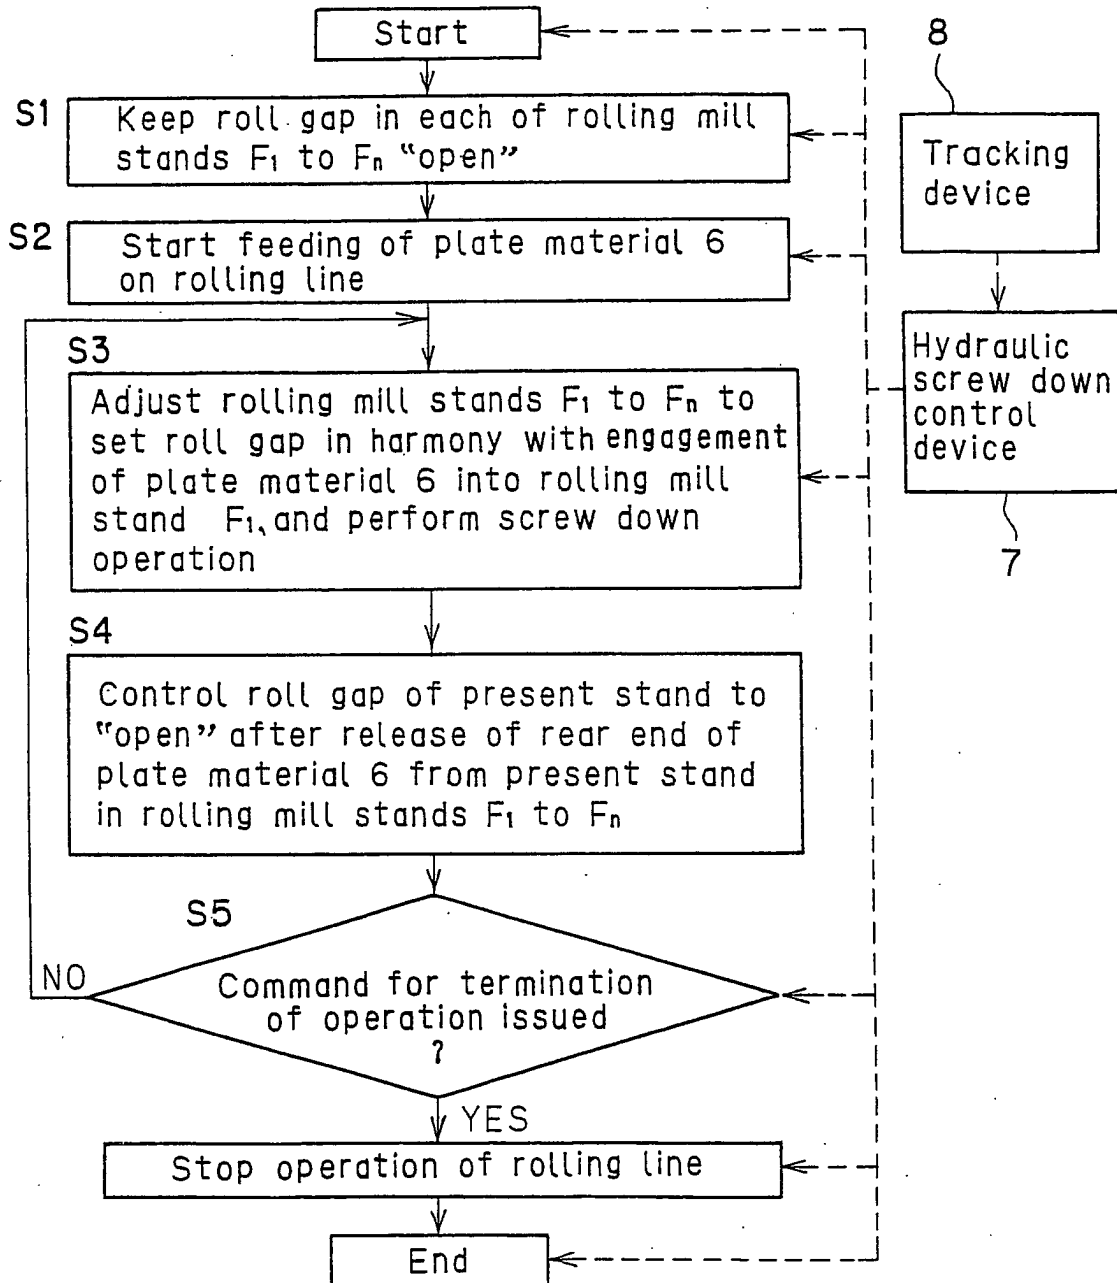 Start
8
S1
Keep roll gap in each of rolling mill
stands F1 to Fn "open"
Tracking
device
S2
Start feeding of plate material 6
on rolling line
S3
Hydraulic
screw down
control
device
7
Adjust rolling mill stands F1 to Fn to
set roll gap in harmony with engagement
of plate material 6 into rolling mill
stand F1, and perform screw down
operation
S4
Control roll gap of present stand to
"open" after release of rear end of
plate material 6 from present stand
in rolling mill stands F1 to Fn
S5
NO
Command for termination
of operation issued
?
YES
Stop operation of rolling line
End